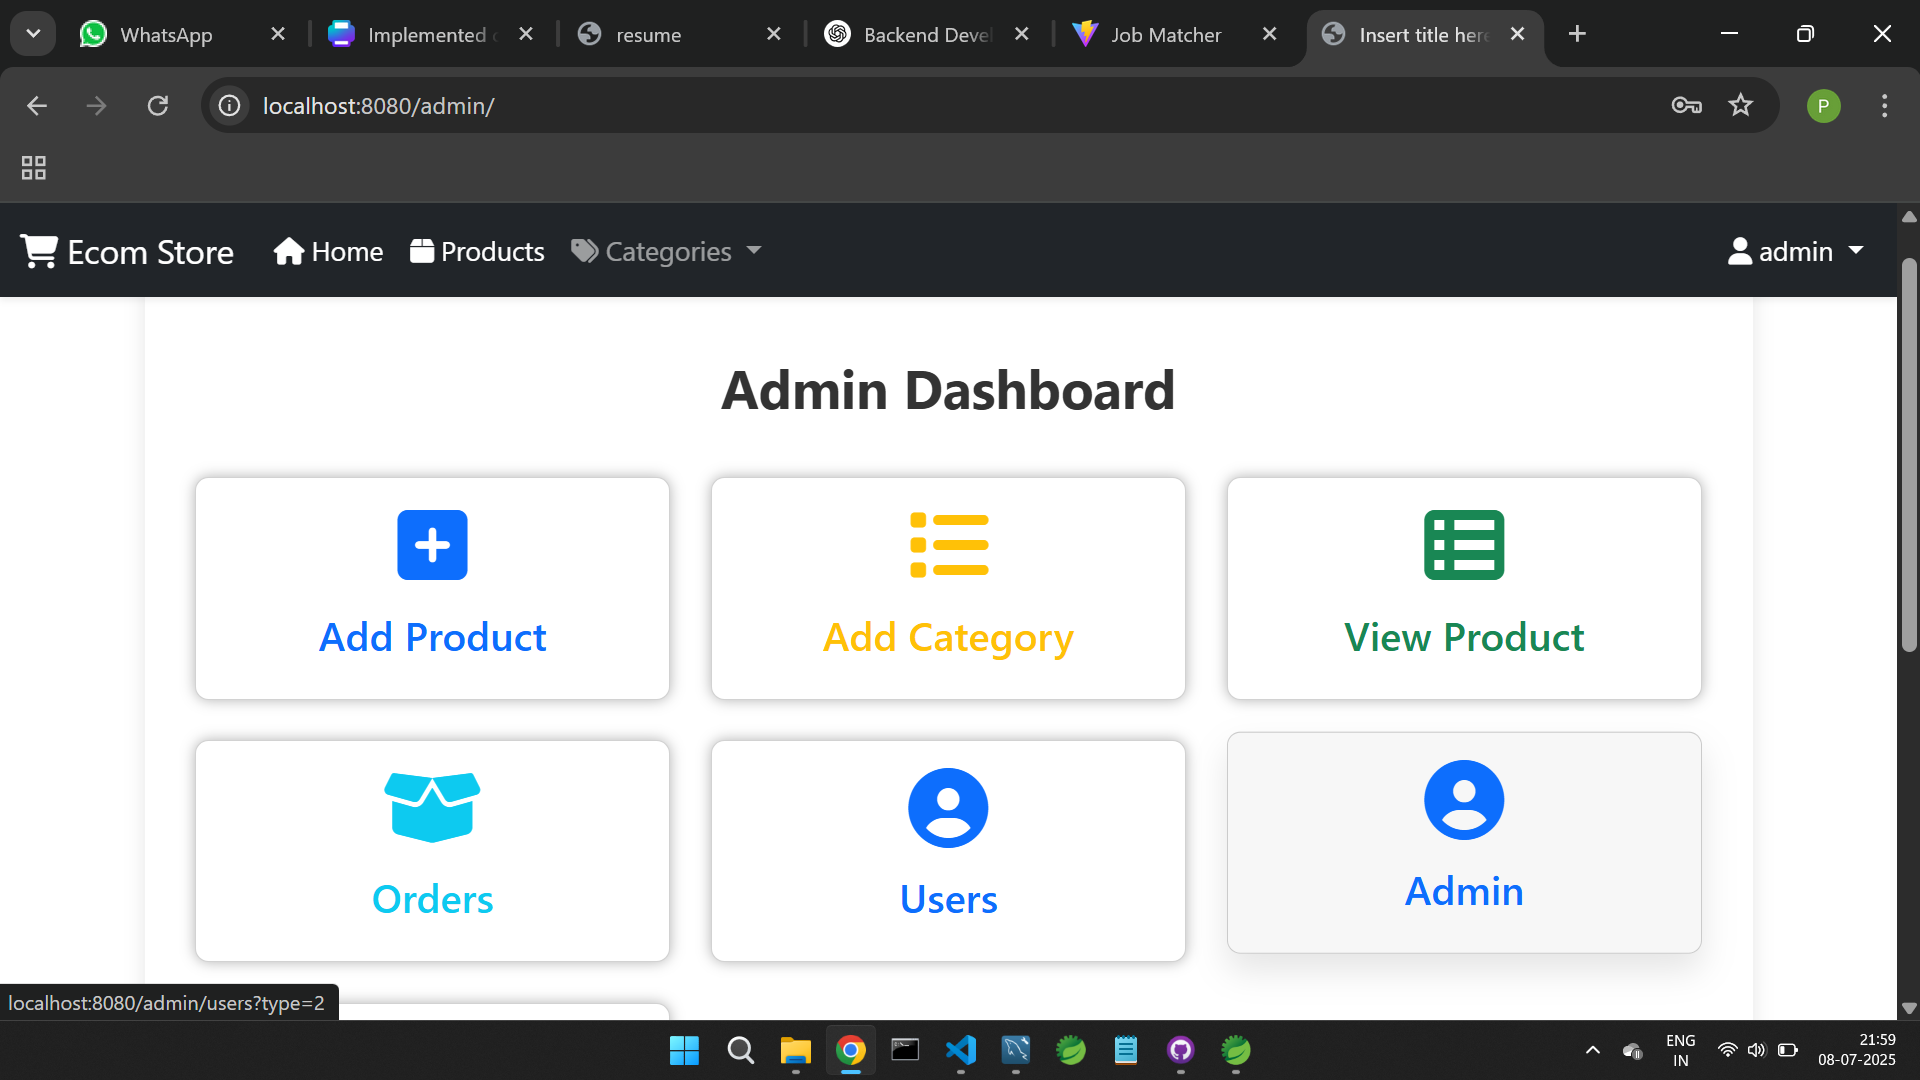 WhatsApp
Implemented
resume
Backend Deve
Job Matcher
Insert title here
localhost:8080/admin/
P
Ecom Store
Home
Products
Categories
admin
Admin Dashboard
Add Product
Add Category
View Product
Orders
Users
Admin
localhost:8080/admin/users?type=2
ENG
IN
21:59
08-07-2025